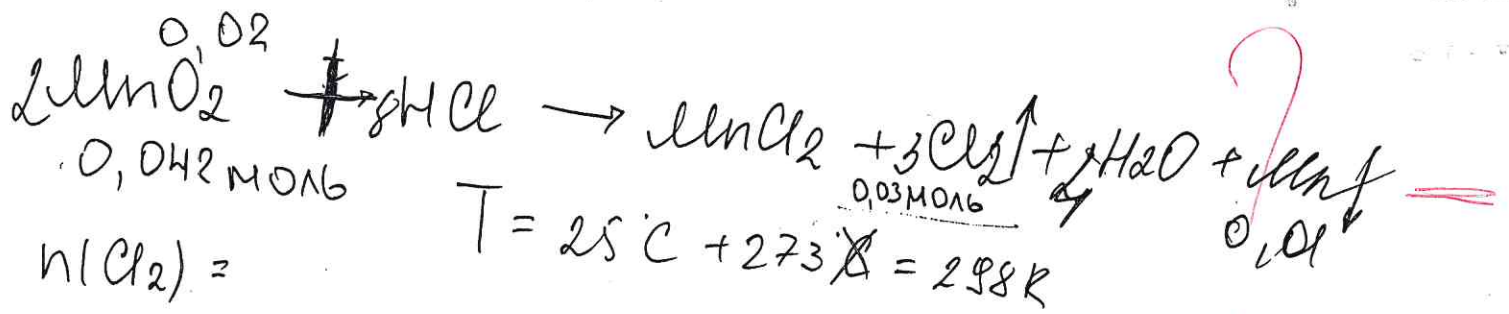 0,02
2MnO2 + 8HCl → MnCl2 + 3Cl2↑ + 4H2O + Mn↓ ?
0,042 моль 0,03 моль 0,01
T = 25°C + 273 = 298K
n(Cl2) =